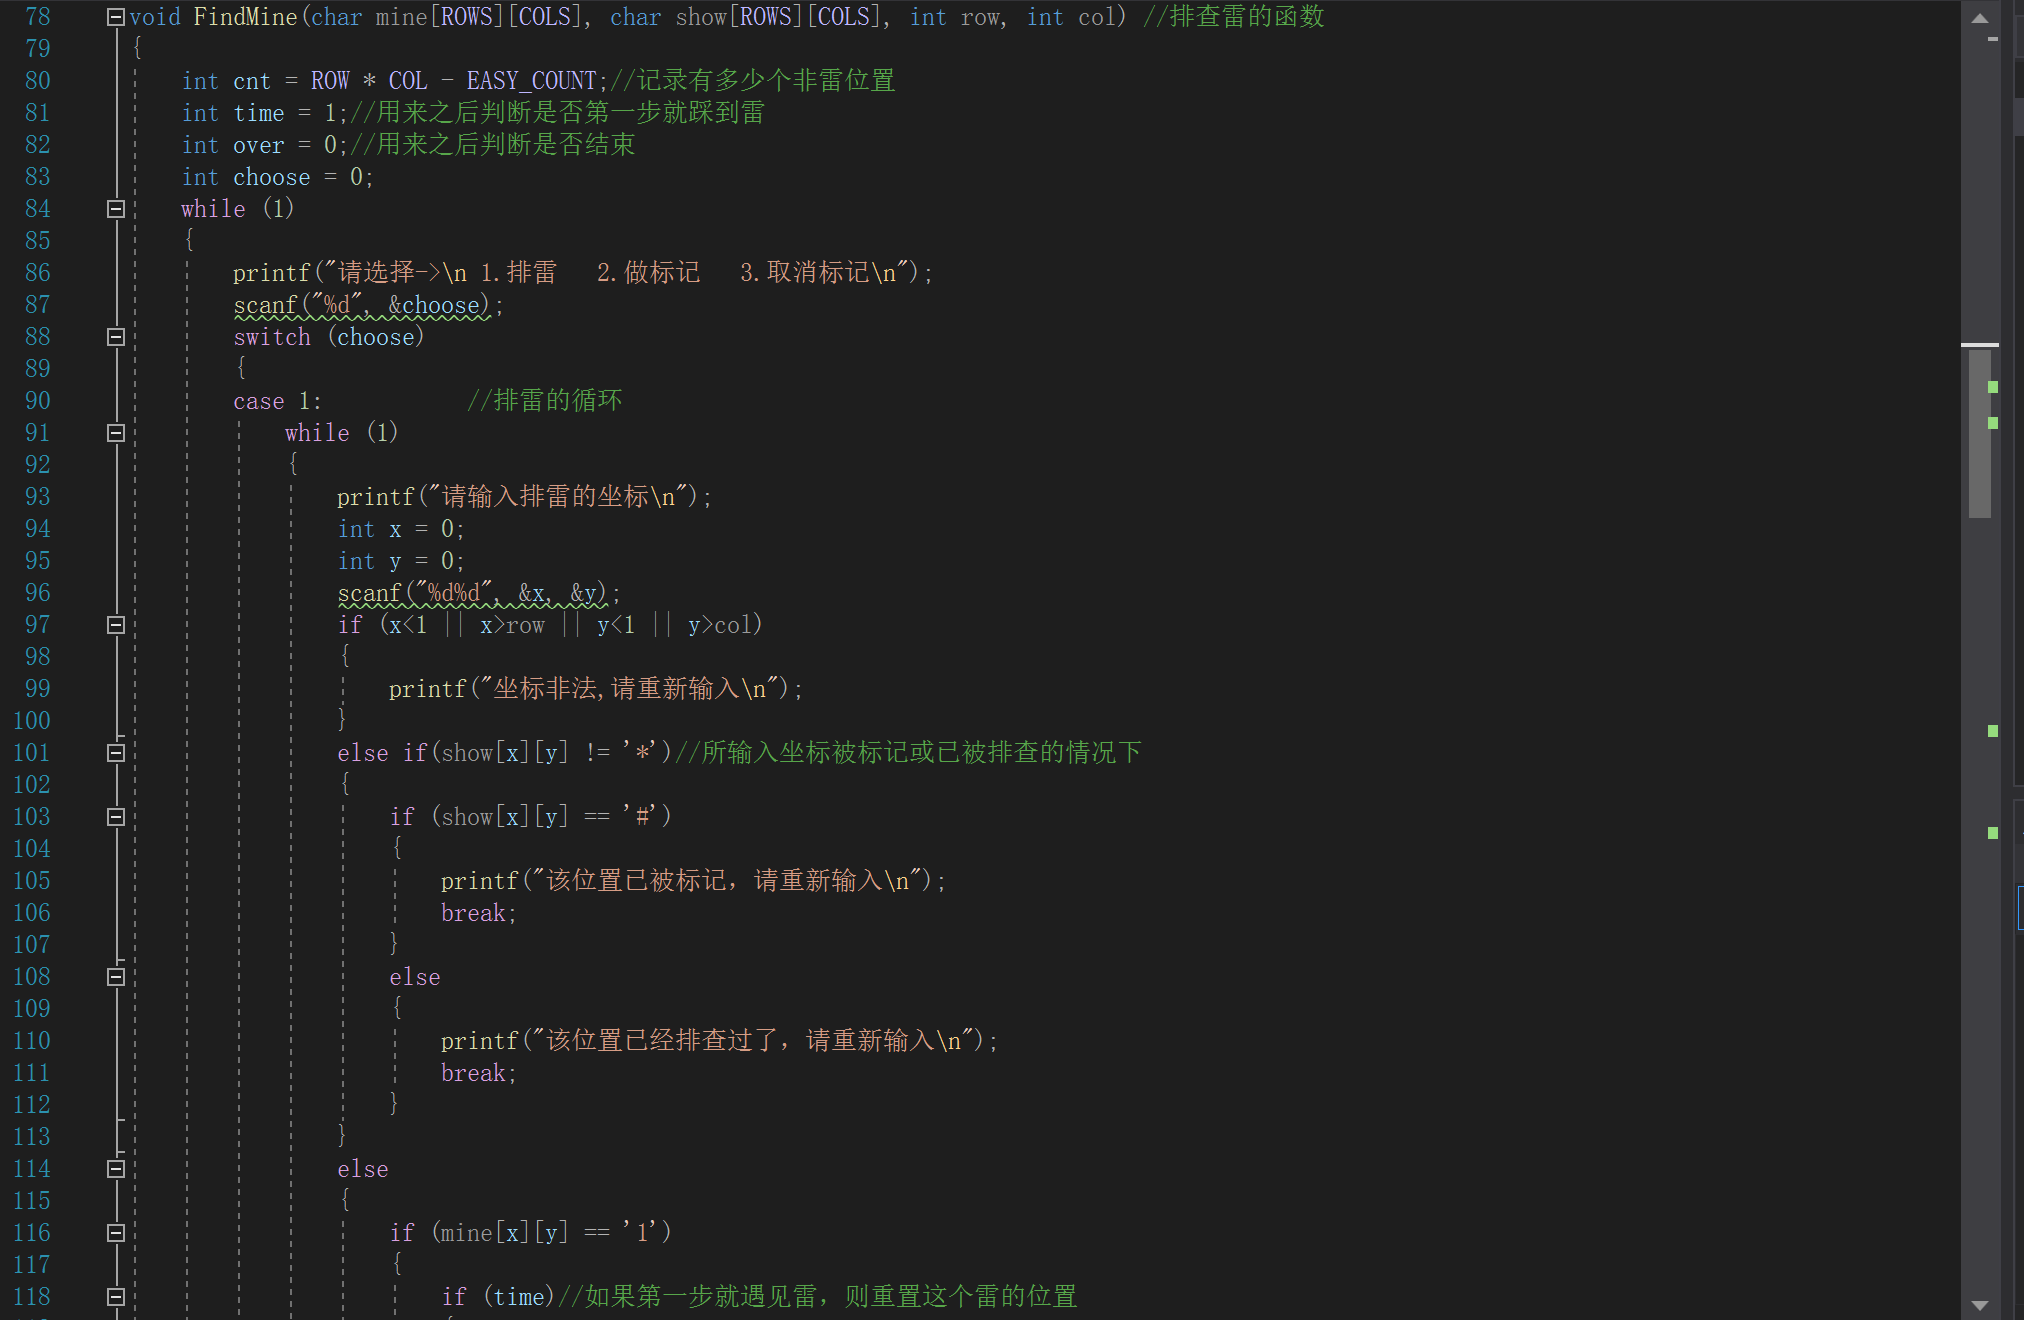 78 void FindMine(char mine[ROWS][COLS], char show[ROWS][COLS], int row, int col) //排查雷的函数
79 {
80 int cnt = ROW * COL - EASY_COUNT;//记录有多少个非雷位置
81 int time = 1;//用来之后判断是否第一步就踩到雷
82 int over = 0;//用来之后判断是否结束
83 int choose = 0;
84 while (1)
85 {
86 printf("请选择->\n 1.排雷   2.做标记   3.取消标记\n");
87 scanf("%d", &choose);
88 switch (choose)
89 {
90 case 1:           //排雷的循环
91 while (1)
92 {
93 printf("请输入排雷的坐标\n");
94 int x = 0;
95 int y = 0;
96 scanf("%d%d", &x, &y);
97 if (x<1 || x>row || y<1 || y>col)
98 {
99 printf("坐标非法,请重新输入\n");
100 }
101 else if(show[x][y] != '*')//所输入坐标被标记或已被排查的情况下
102 {
103 if (show[x][y] == '#')
104 {
105 printf("该位置已被标记，请重新输入\n");
106 break;
107 }
108 else
109 {
110 printf("该位置已经排查过了，请重新输入\n");
111 break;
112 }
113 }
114 else
115 {
116 if (mine[x][y] == '1')
117 {
118 if (time)//如果第一步就遇见雷，则重置这个雷的位置